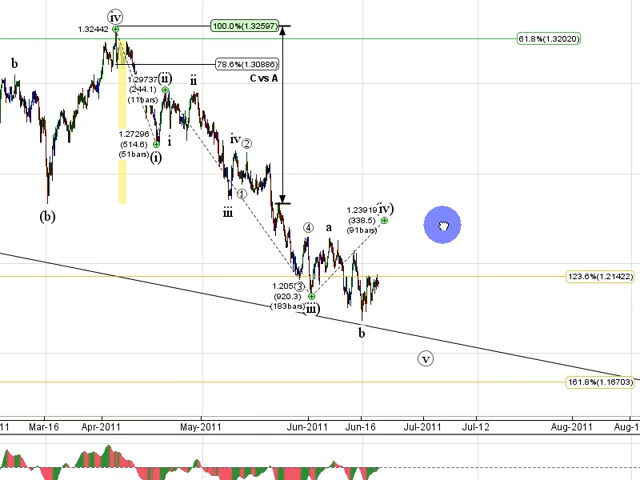 iv
1.32442
100.0%(1.32597)
61.8%(1.32020)
78.6%(1.30886)
C vs A
b
1.29737
(ii)
(244.1)
(11bars)
ii
1.27296
(514.6)
(51bars)
(i)
i
iv
2
1
iii
(b)
1.23919
iv)
(338.5)
(91bars)
4
a
123.6%(1.21422)
3
(920.3)
(183bars)
iii)
b
v
161.8%(1.16703)
11
Mar-16
Apr-2011
May-2011
Jun-2011
Jun-16
Jul-2011
Jul-12
Aug-2011
Aug-1